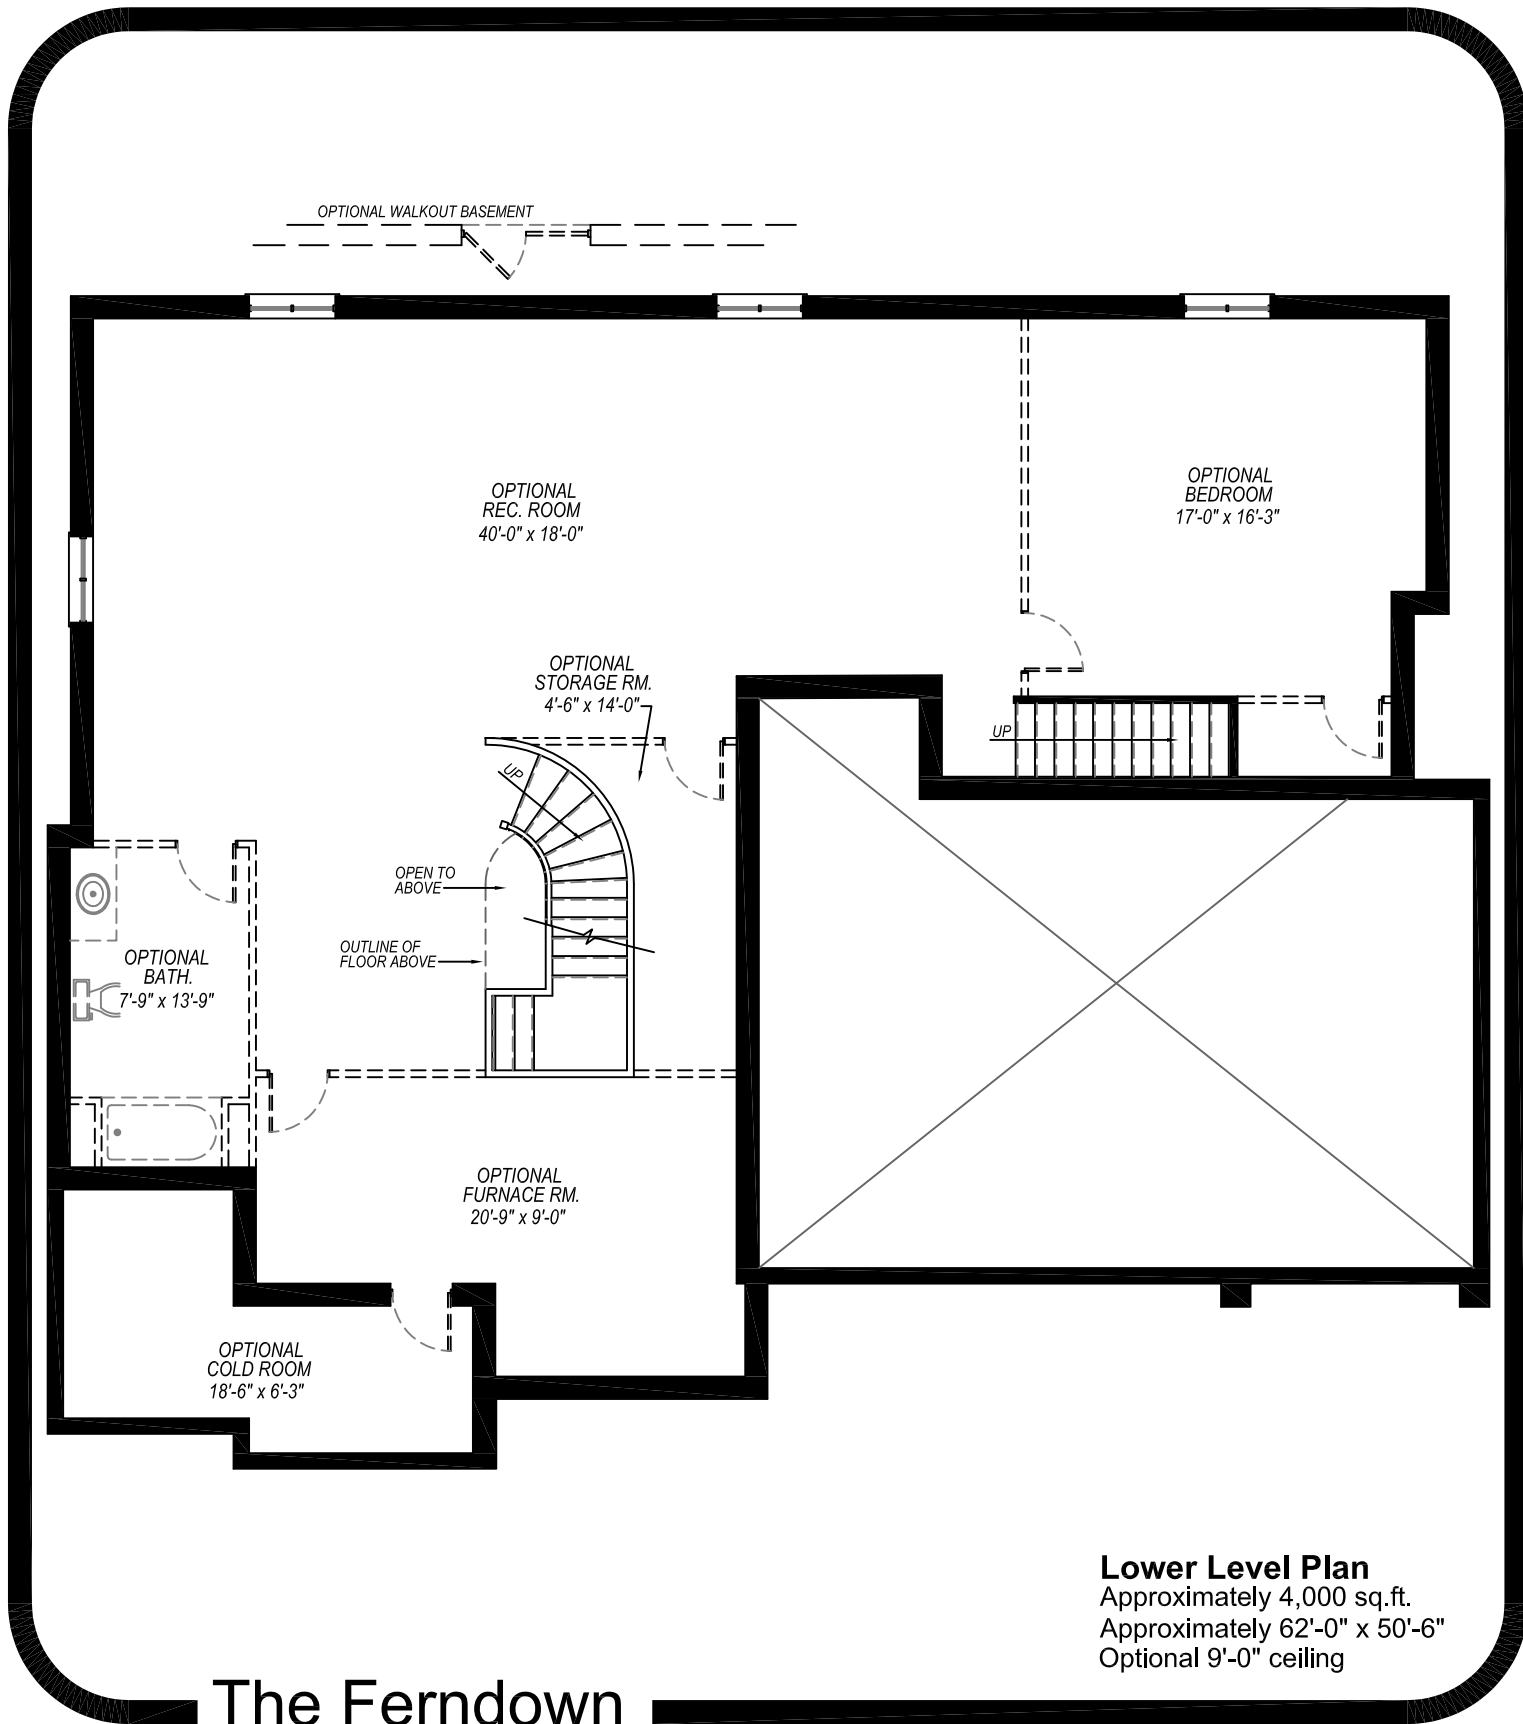 OPTIONAL WALKOUT BASEMENT
OPTIONAL
REC. ROOM
40'-0" x 18'-0"
OPTIONAL
BEDROOM
17'-0" x 16'-3"
OPTIONAL
STORAGE RM.
4'-6" x 14'-0"
UP
UP
OPEN TO
ABOVE
OUTLINE OF
FLOOR ABOVE
OPTIONAL
BATH.
7'-9" x 13'-9"
OPTIONAL
FURNACE RM.
20'-9" x 9'-0"
OPTIONAL
COLD ROOM
18'-6" x 6'-3"
Lower Level Plan
Approximately 4,000 sq.ft.
Approximately 62'-0" x 50'-6"
Optional 9'-0" ceiling
The Ferndown